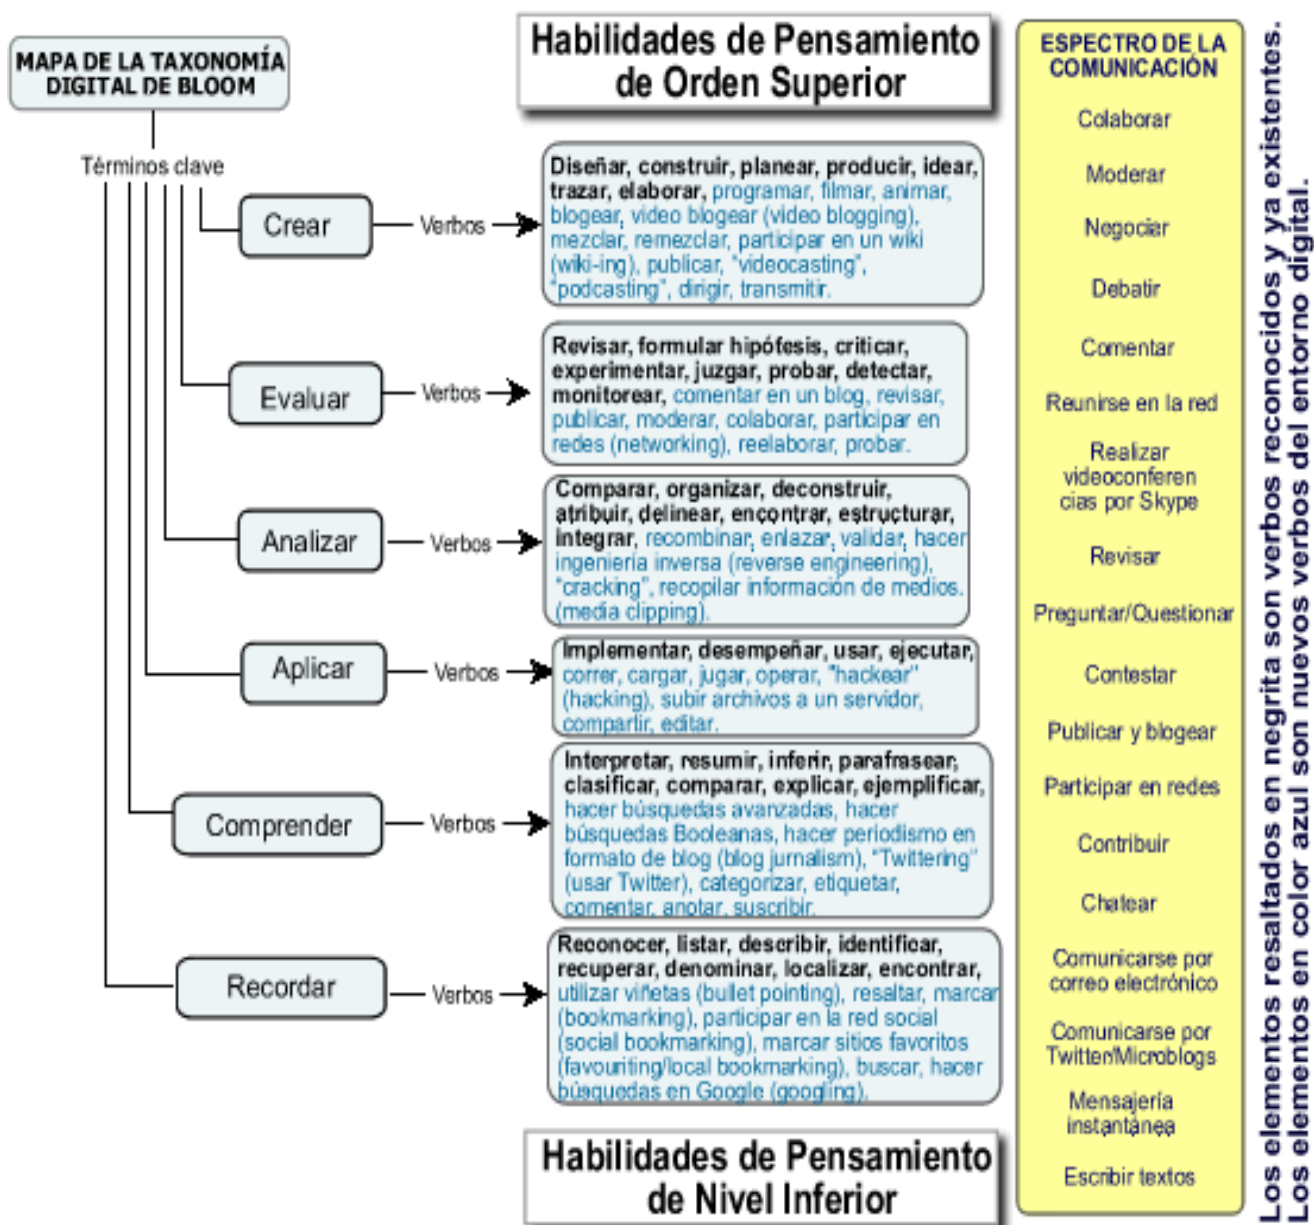 MAPA DE LA TAXONOMÍA
DIGITAL DE BLOOM
Términos clave
Habilidades de Pensamiento
de Orden Superior
Crear
Verbos
Diseñar, construir, planear, producir, idear,
trazar, elaborar, programar, filmar, animar,
blogear, video blogear (video blogging),
mezclar, remezclar, participar en un wiki
(wiki-ing), publicar, "videocasting",
"podcasting", dirigir, transmitir.
Evaluar
Verbos
Revisar, formular hipótesis, criticar,
experimentar, juzgar, probar, detectar,
monitorear, comentar en un blog, revisar,
publicar, moderar, colaborar, participar en
redes (networking), reelaborar, probar.
Analizar
Verbos
Comparar, organizar, deconstruir,
atribuir, delinear, encontrar, estructurar,
integrar, recombinar, enlazar, validar, hacer
ingeniería inversa (reverse engineering),
"cracking", recopilar información de medios.
(media clipping).
Aplicar
Verbos
Implementar, desempeñar, usar, ejecutar,
correr, cargar, jugar, operar, "hackear"
(hacking), subir archivos a un servidor,
compartir, editar.
Comprender
Verbos
Interpretar, resumir, inferir, parafrasear,
clasificar, comparar, explicar, ejemplificar,
hacer búsquedas avanzadas, hacer
búsquedas Booleanas, hacer periodismo en
formato de blog (blog jurnalism), "Twittering"
(usar Twitter), categorizar, etiquetar,
comentar, anotar, suscribir.
Recordar
Verbos
Reconocer, listar, describir, identificar,
recuperar, denominar, localizar, encontrar,
utilizar viñetas (bullet pointing), resaltar, marcar
(bookmarking), participar en la red social
(social bookmarking), marcar sitios favoritos
(favouriting/local bookmarking), buscar, hacer
búsquedas en Google (googling).
Habilidades de Pensamiento
de Nivel Inferior
ESPECTRO DE LA
COMUNICACIÓN
Colaborar
Moderar
Negociar
Debatir
Comentar
Reunirse en la red
Realizar
videoconferen
cias por Skype
Revisar
Preguntar/Questionar
Contestar
Publicar y blogear
Participar en redes
Contribuir
Chatear
Comunicarse por
correo electrónico
Comunicarse por
Twitter/Microblogs
Mensajería
instantánea
Escribir textos
Los elementos resaltados en negrita son verbos reconocidos y ya existentes.
Los elementos en color azul son nuevos verbos del entorno digital.